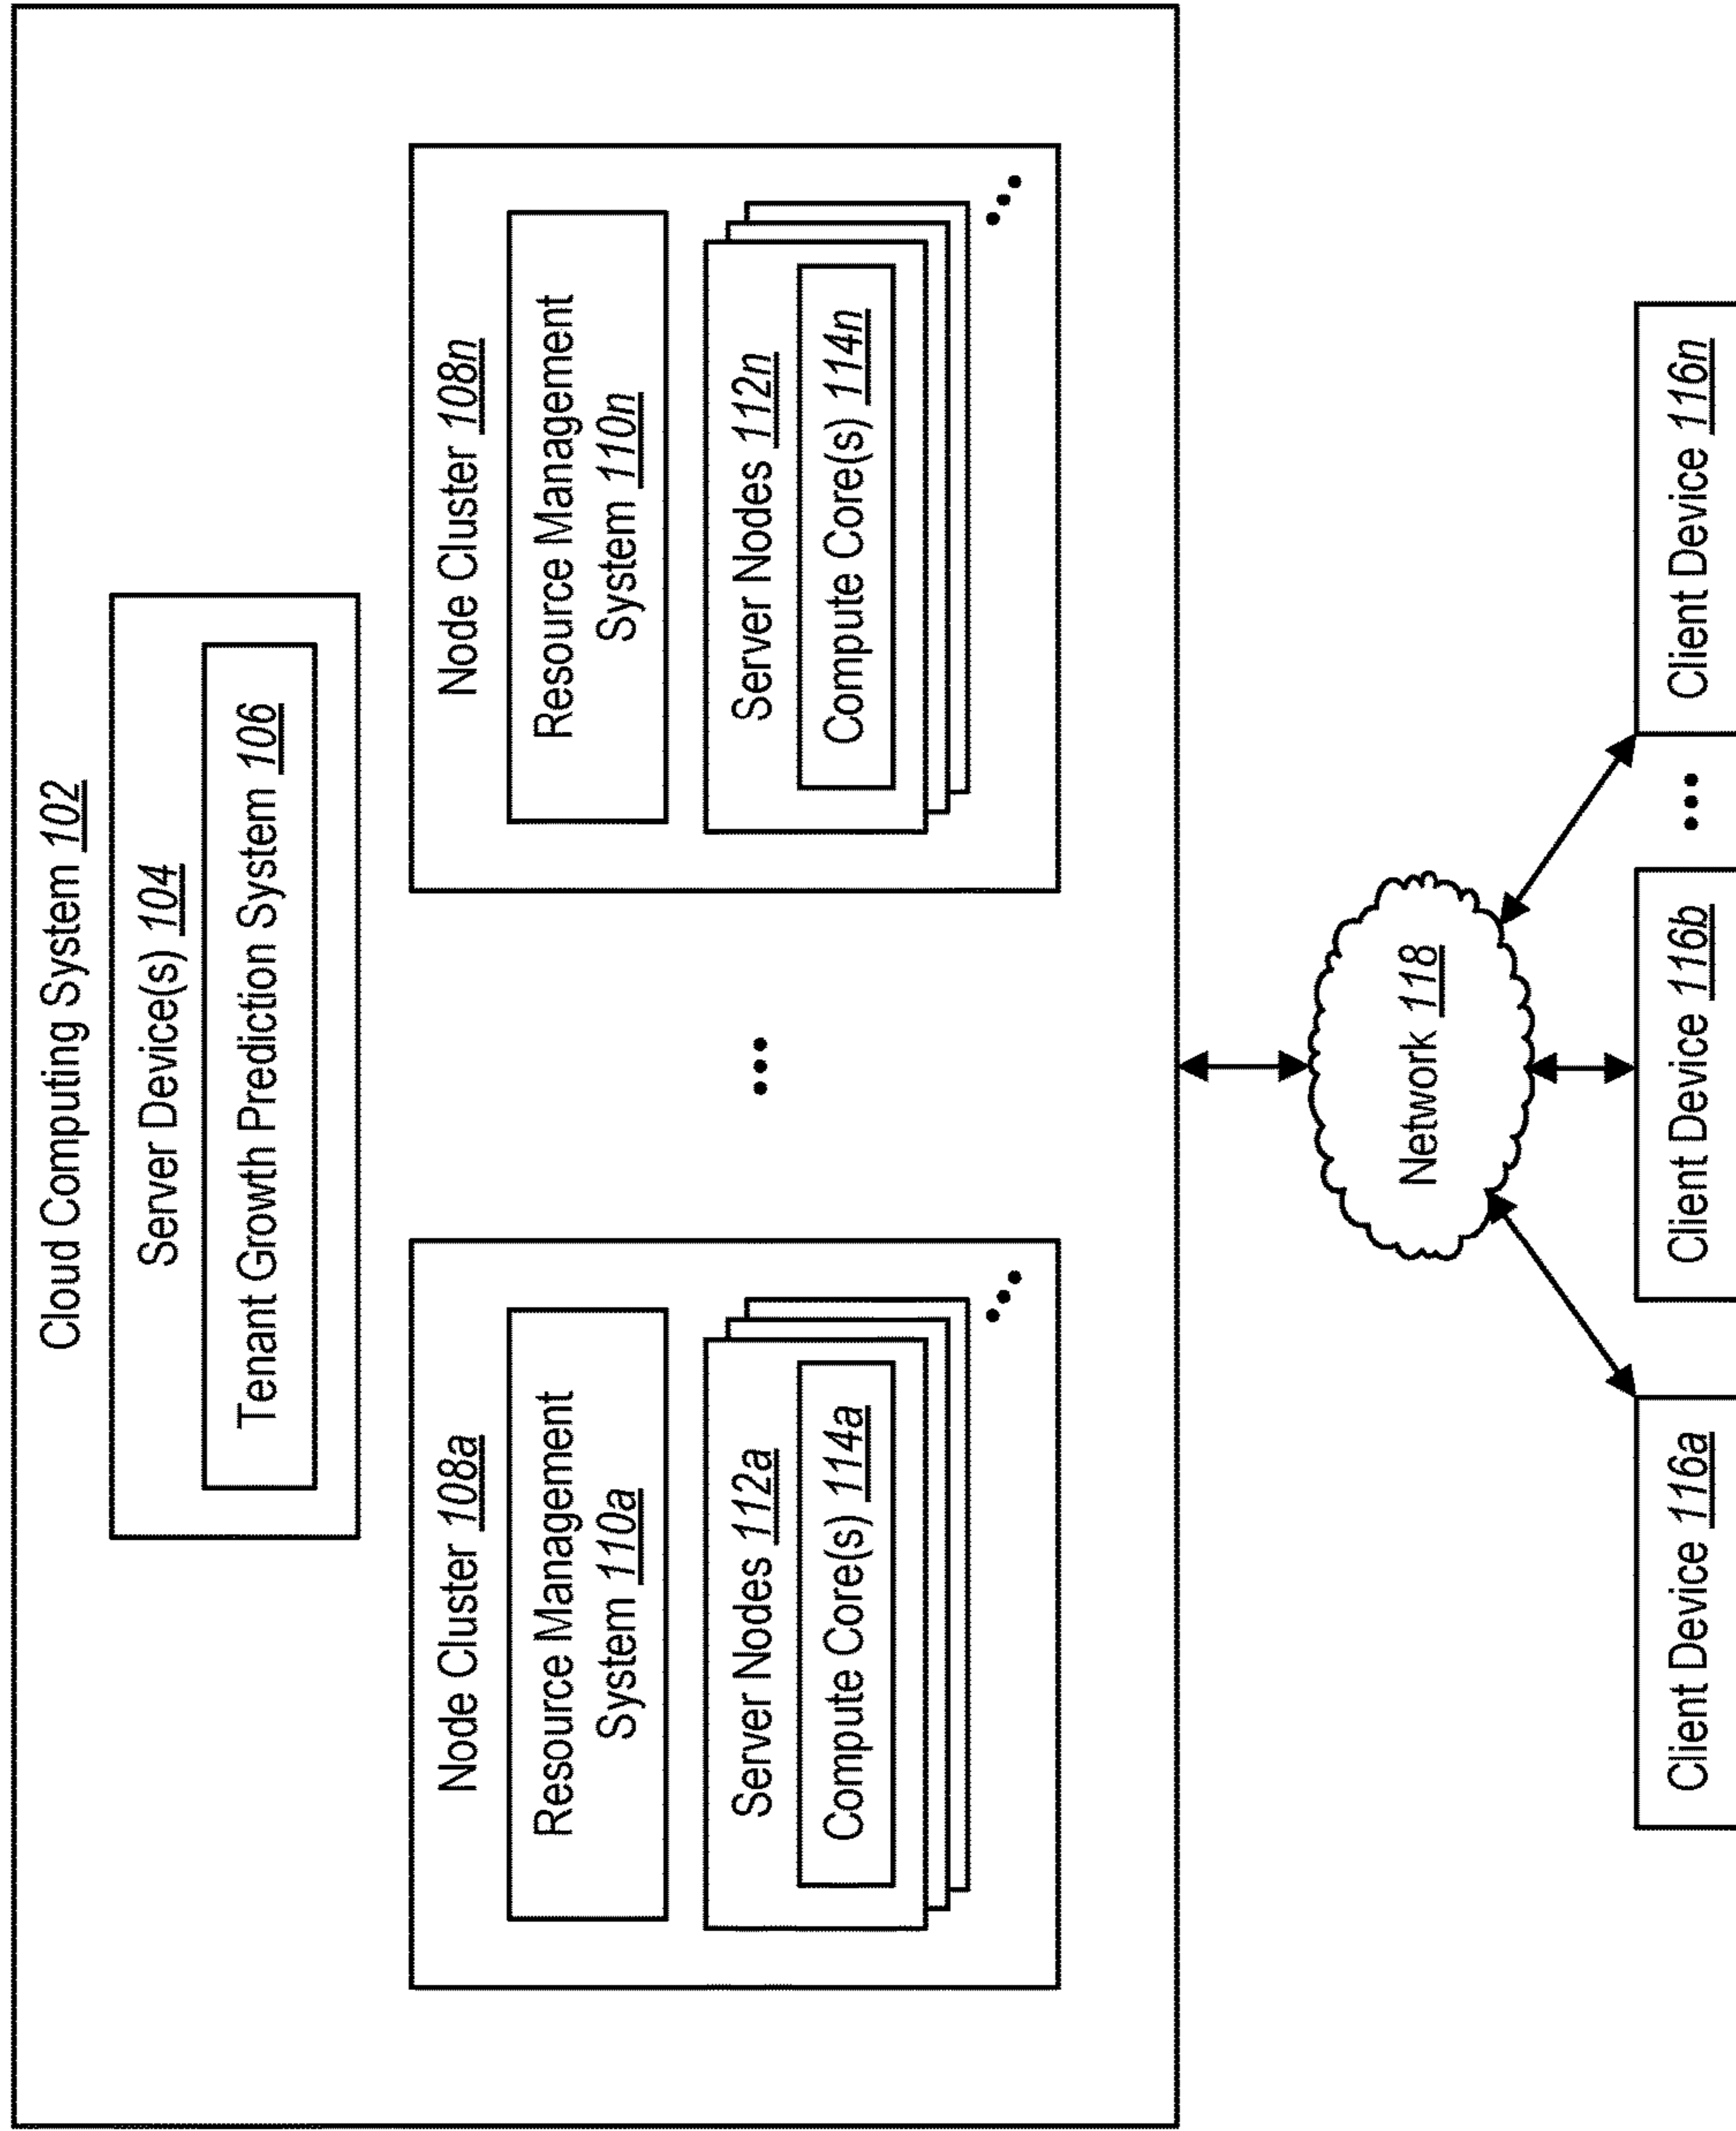 Cloud Computing System 102
Server Device(s) 104
Tenant Growth Prediction System 106
Node Cluster 108a
Resource Management
System 110a
Server Nodes 112a
Compute Core(s) 114a
Node Cluster 108n
Resource Management
System 110n
Server Nodes 112n
Compute Core(s) 114n
Network 118
Client Device 116a
Client Device 116b
Client Device 116n